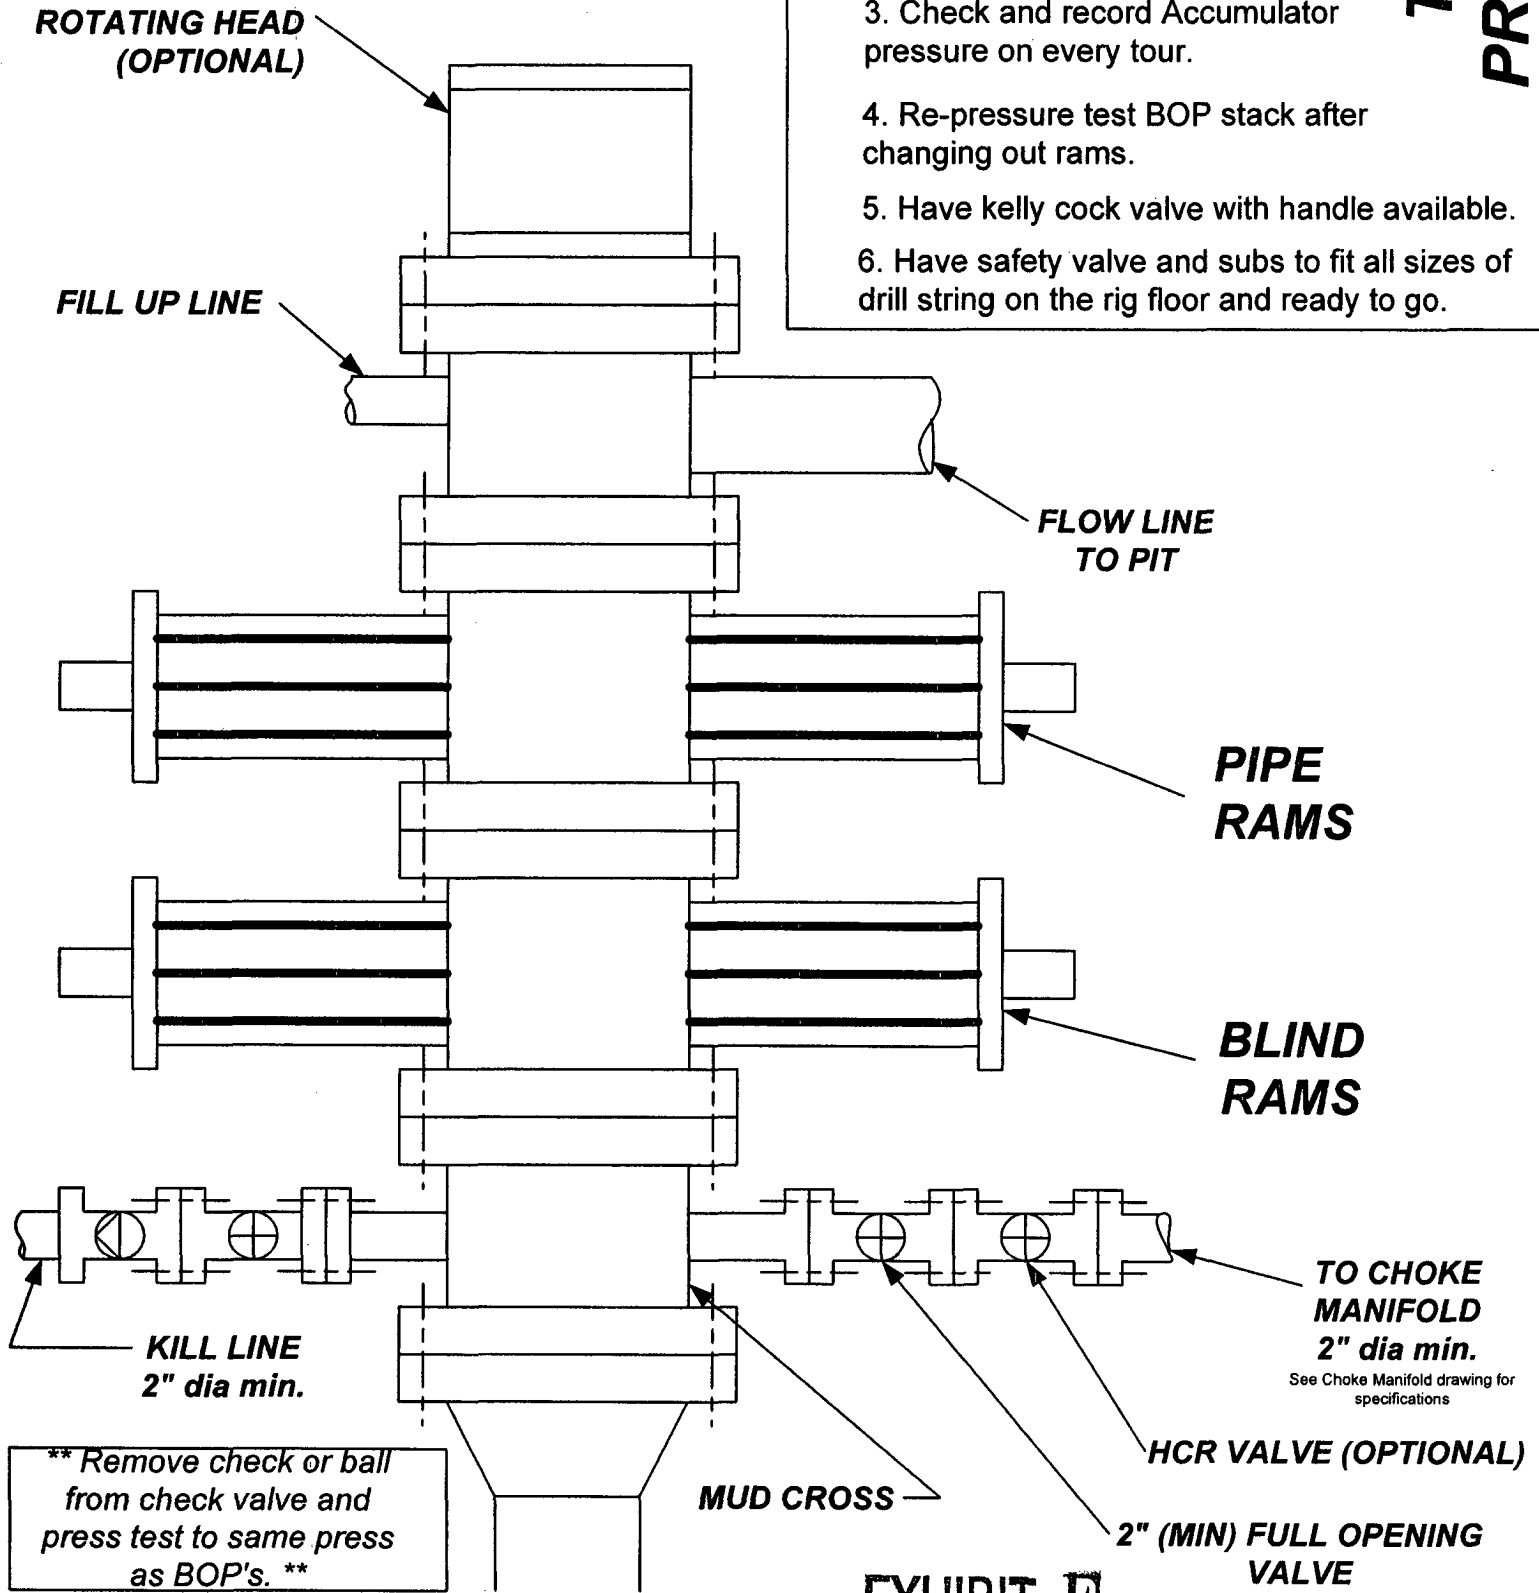 ROTATING HEAD
(OPTIONAL)
3. Check and record Accumulator
pressure on every tour.
4. Re-pressure test BOP stack after
changing out rams.
5. Have kelly cock valve with handle available.
6. Have safety valve and subs to fit all sizes of
drill string on the rig floor and ready to go.
FILL UP LINE
FLOW LINE
TO PIT
PIPE
RAMS
BLIND
RAMS
KILL LINE
2" dia min.
TO CHOKE
MANIFOLD
2" dia min.
See Choke Manifold drawing for
specifications
HCR VALVE (OPTIONAL)
MUD CROSS
2" (MIN) FULL OPENING
VALVE
** Remove check or ball
from check valve and
press test to same press
as BOP's. **
EXHIBIT